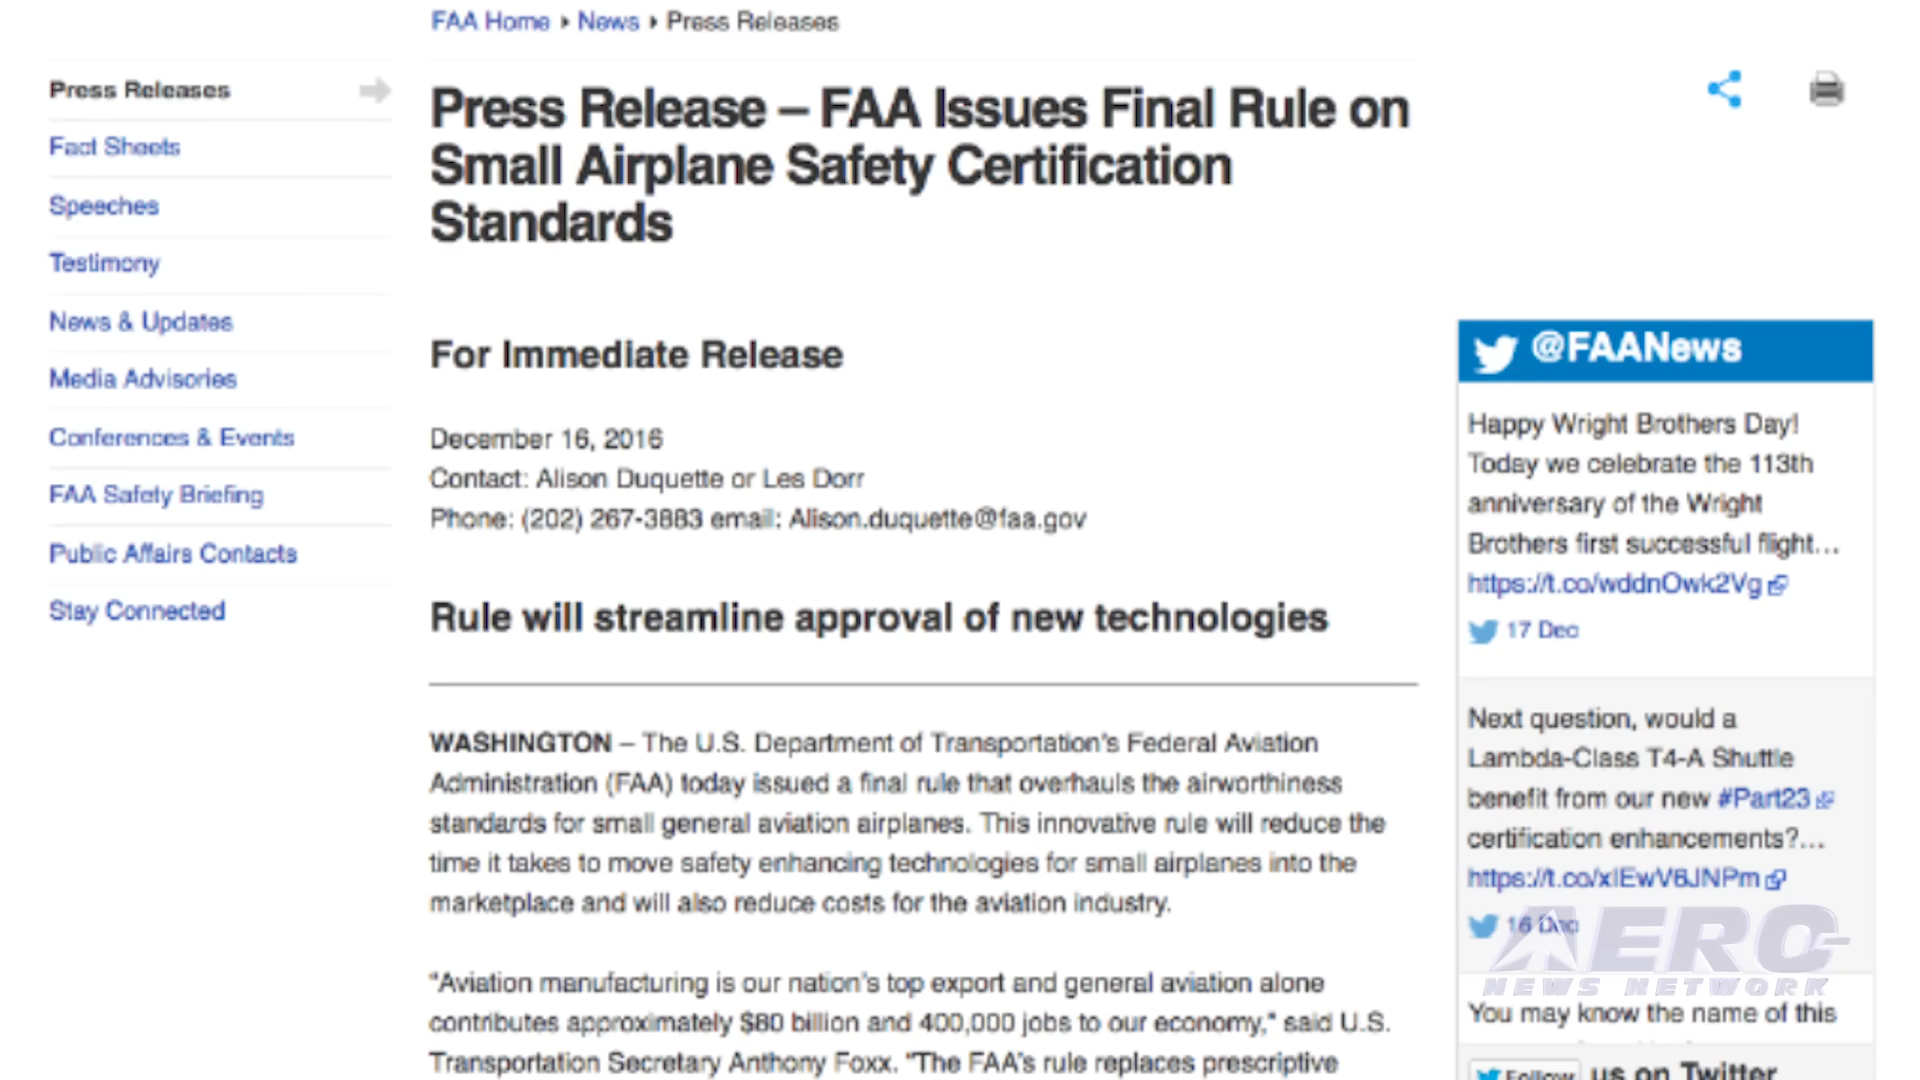 FAA Home ▸ News ▸ Press Releases
Press Releases
Fact Sheets
Speeches
Testimony
News & Updates
Media Advisories
Conferences & Events
FAA Safety Briefing
Public Affairs Contacts
Stay Connected
Press Release – FAA Issues Final Rule on
Small Airplane Safety Certification
Standards
For Immediate Release
December 16, 2016
Contact: Alison Duquette or Les Dorr
Phone: (202) 267-3883 email: Alison.duquette@faa.gov
Rule will streamline approval of new technologies
WASHINGTON – The U.S. Department of Transportation's Federal Aviation
Administration (FAA) today issued a final rule that overhauls the airworthiness
standards for small general aviation airplanes. This innovative rule will reduce the
time it takes to move safety enhancing technologies for small airplanes into the
marketplace and will also reduce costs for the aviation industry.
"Aviation manufacturing is our nation's top export and general aviation alone
contributes approximately $80 billion and 400,000 jobs to our economy," said U.S.
Transportation Secretary Anthony Foxx. "The FAA's rule replaces prescriptive
@FAANews
Happy Wright Brothers Day!
Today we celebrate the 113th
anniversary of the Wright
Brothers first successful flight...
https://t.co/wddnOwk2Vg
17 Dec
Next question, would a
Lambda-Class T4-A Shuttle
benefit from our new #Part23
certification enhancements?...
https://t.co/xIEwV6JNPm
16 Dec
AERO
NEWS NETWORK
You may know the name of this
Follow us on Twitter